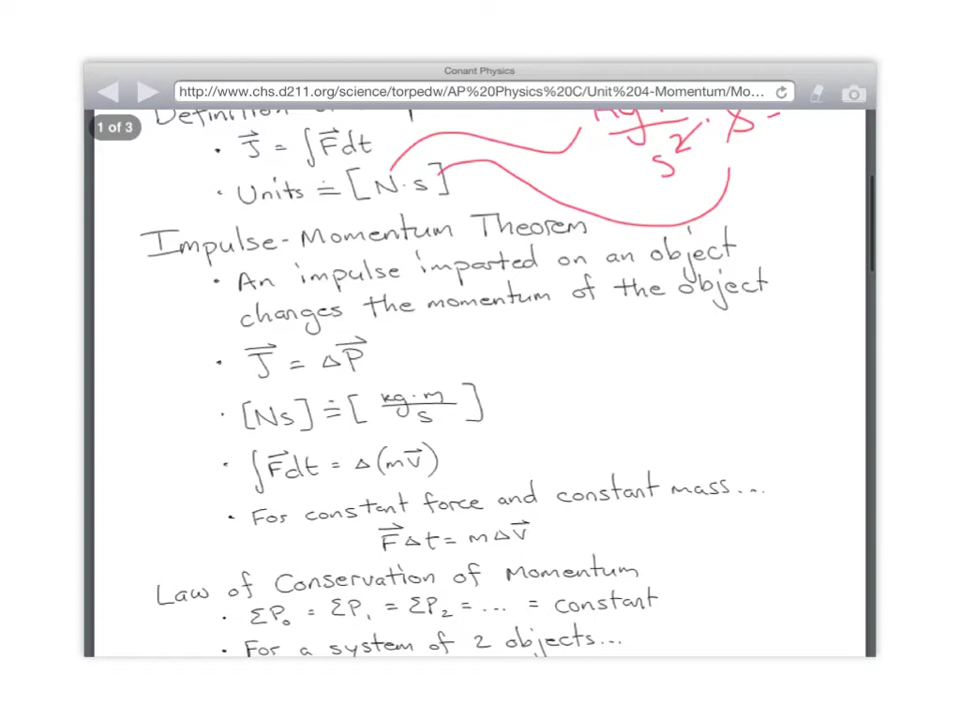 Conant Physics
http://www.chs.d211.org/science/torpedw/AP%20Physics%20C/Unit%204-Momentum/Mo...
1 of 3
Definition
s²
• J⃗ = ∫F⃗dt
• Units ≐ [N·s]
Impulse-Momentum Theorem
• An impulse imparted on an object
changes the momentum of the object
• J⃗ = ΔP⃗
• [Ns] ≐ [kg·m/s]
• ∫F⃗dt = Δ(mv⃗)
• For constant force and constant mass...
F⃗Δt = mΔv⃗
Law of Conservation of Momentum
• ΣP₀ = ΣP₁ = ΣP₂ = ... = constant
• For a system of 2 objects...